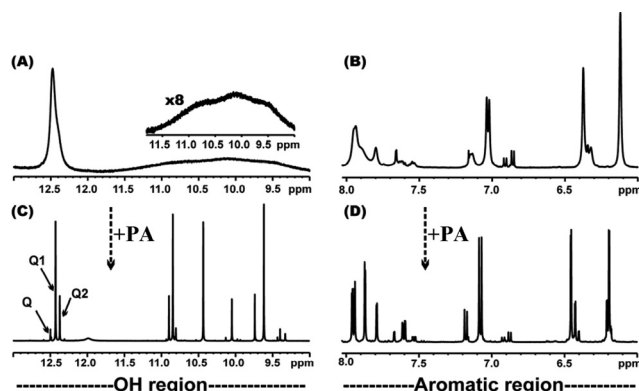 (A)
x8
11.5 11.0 10.5 10.0 9.5 ppm
12.5 12.0 11.5 11.0 10.5 10.0 9.5 ppm
(B)
8.0 7.5 7.0 6.5 ppm
(C)
+PA
Q1
Q
Q2
12.5 12.0 11.5 11.0 10.5 10.0 9.5 ppm
(D)
+PA
8.0 7.5 7.0 6.5 ppm
OH region
Aromatic region